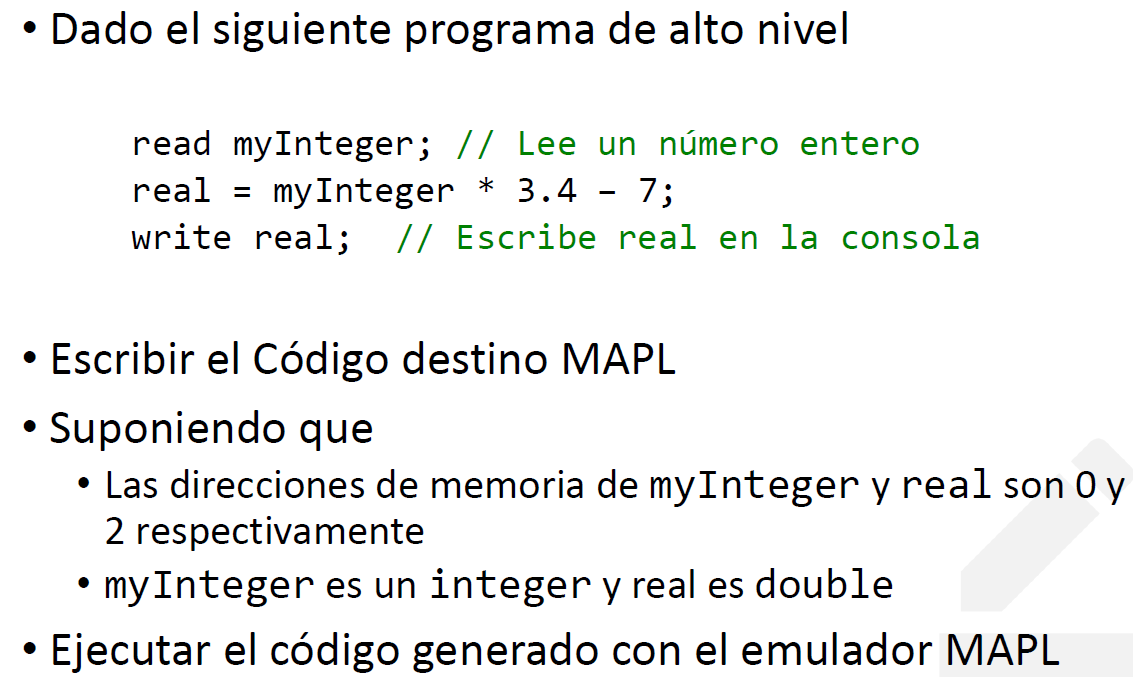 • Dado el siguiente programa de alto nivel
read myInteger; // Lee un número entero
real = myInteger * 3.4 – 7;
write real; // Escribe real en la consola
• Escribir el Código destino MAPL
• Suponiendo que
• Las direcciones de memoria de myInteger y real son 0 y
2 respectivamente
• myInteger es un integer y real es double
• Ejecutar el código generado con el emulador MAPL